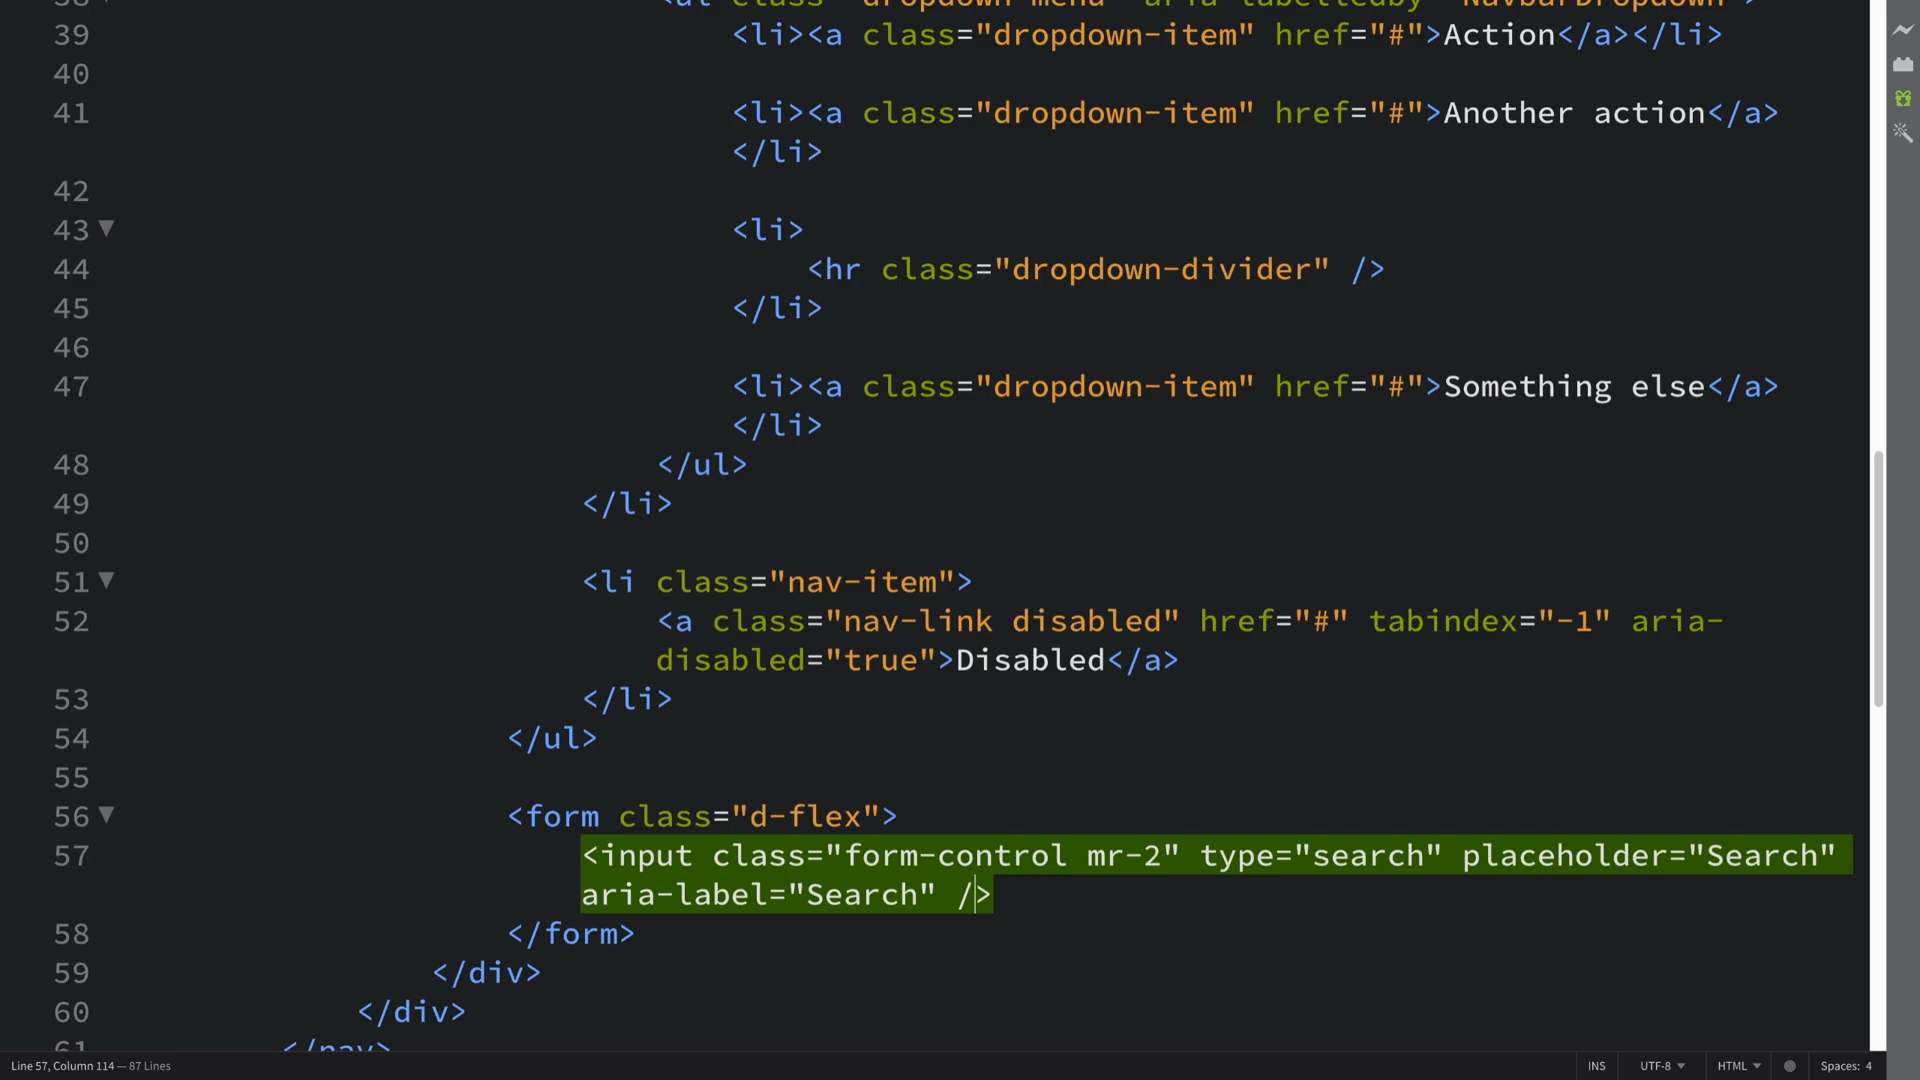 39 <li><a class="dropdown-item" href="#">Action</a></li>
40
41 <li><a class="dropdown-item" href="#">Another action</a>
</li>
42
43 <li>
44 <hr class="dropdown-divider" />
45 </li>
46
47 <li><a class="dropdown-item" href="#">Something else</a>
</li>
48 </ul>
49 </li>
50
51 <li class="nav-item">
52 <a class="nav-link disabled" href="#" tabindex="-1" aria-
disabled="true">Disabled</a>
53 </li>
54 </ul>
55
56 <form class="d-flex">
57 <input class="form-control mr-2" type="search" placeholder="Search"
aria-label="Search" />
58 </form>
59 </div>
60 </div>
61 </nav>
Line 57, Column 114 — 87 Lines INS UTF-8 HTML Spaces: 4